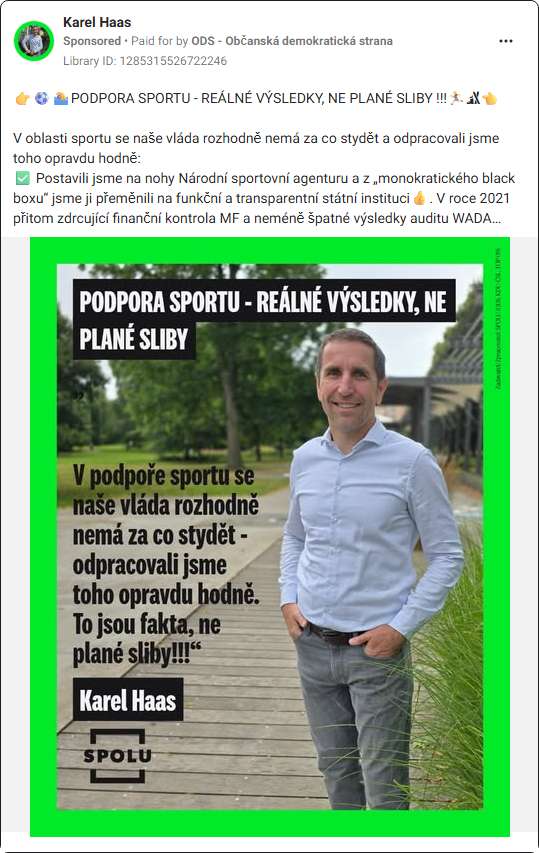 Karel Haas
Sponsored • Paid for by ODS - Občanská demokratická strana
Library ID: 1285315526722246
👉 ⚽ 🤽 PODPORA SPORTU - REÁLNÉ VÝSLEDKY, NE PLANÉ SLIBY !!! 👈
V oblasti sportu se naše vláda rozhodně nemá za co stydět a odpracovali jsme
toho opravdu hodně:
✅ Postavili jsme na nohy Národní sportovní agenturu a z „monokratického black
boxu“ jsme ji přeměnili na funkční a transparentní státní instituci👍. V roce 2021
přitom zdrcující finanční kontrola MF a neméně špatné výsledky auditu WADA...
PODPORA SPORTU - REÁLNÉ VÝSLEDKY, NE
PLANÉ SLIBY
„
V podpoře sportu se
naše vláda rozhodně
nemá za co stydět -
odpracovali jsme
toho opravdu hodně.
To jsou fakta, ne
plané sliby!!!“
Karel Haas
SPOLU